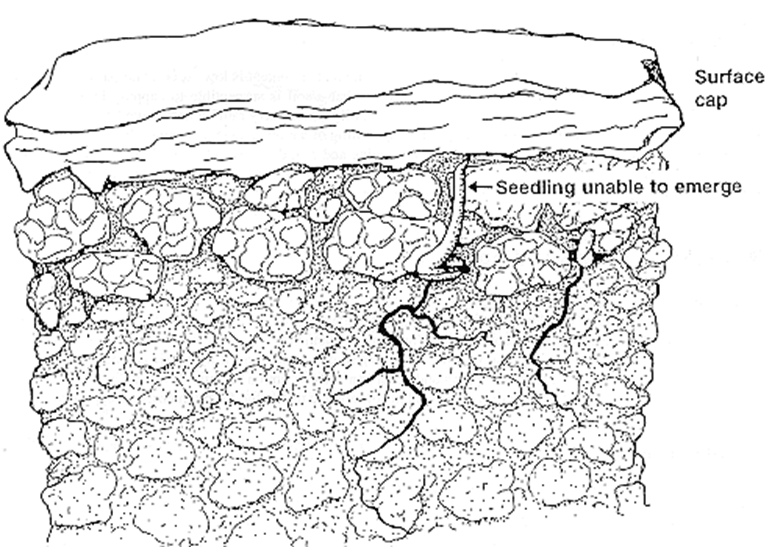 Surface
cap
Seedling unable to emerge